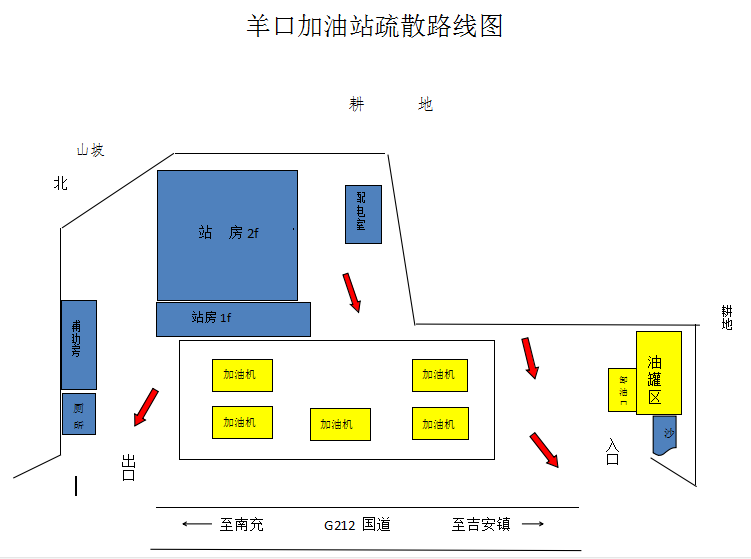 羊口加油站疏散路线图
耕 地
山坡
北
配电室
站 房 2f
站房 1f
耕地
辅助房
加油机
加油机
油罐区
卸油口
加油机
加油机
加油机
厕所
沙
入口
出口
至南充
G212 国道
至吉安镇